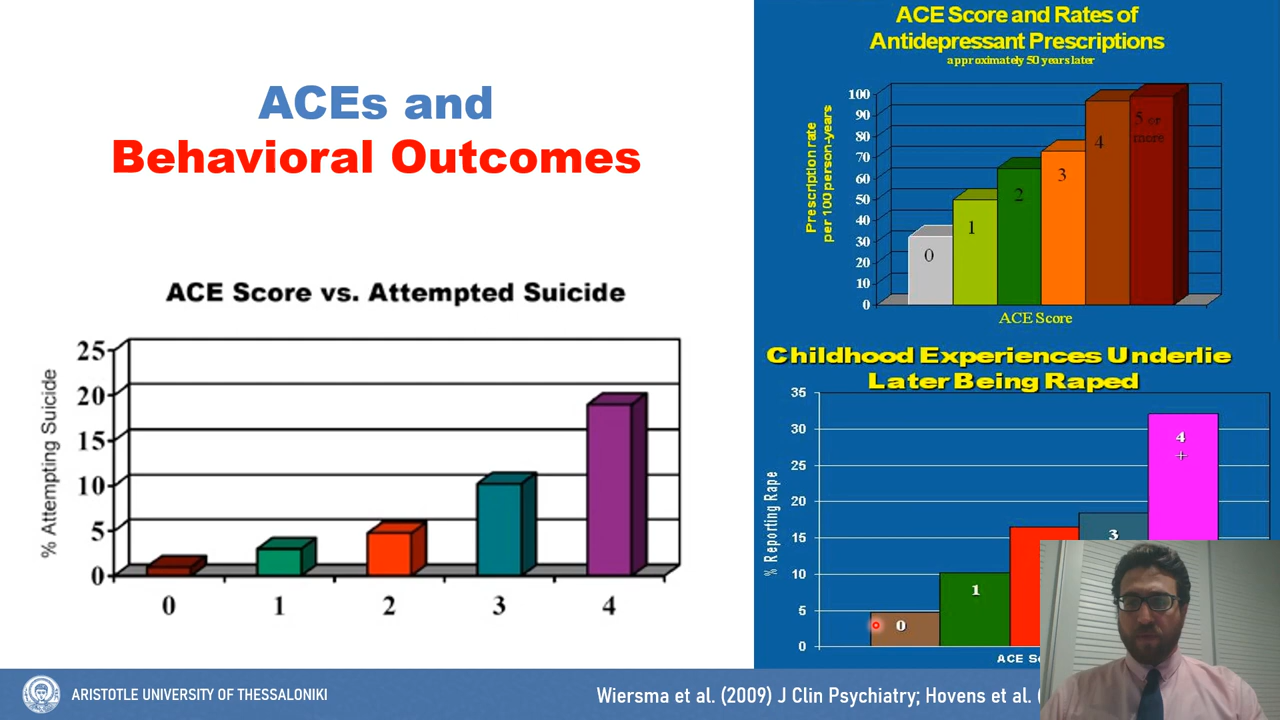 ACEs and
Behavioral Outcomes
ACE Score vs. Attempted Suicide
% Attempting Suicide
25
20
15
10
5
0
0 1 2 3 4
ACE Score and Rates of
Antidepressant Prescriptions
approximately 50 years later
Prescription rate
per 100 person-years
100
90
80
70
60
50
40
30
20
10
0
0
1
2
3
4
5 or
more
ACE Score
Childhood Experiences Underlie
Later Being Raped
% Reporting Rape
35
30
25
20
15
10
5
0
0
1
3
4
+
ACE
ARISTOTLE UNIVERSITY OF THESSALONIKI
Wiersma et al. (2009) J Clin Psychiatry; Hovens et al.